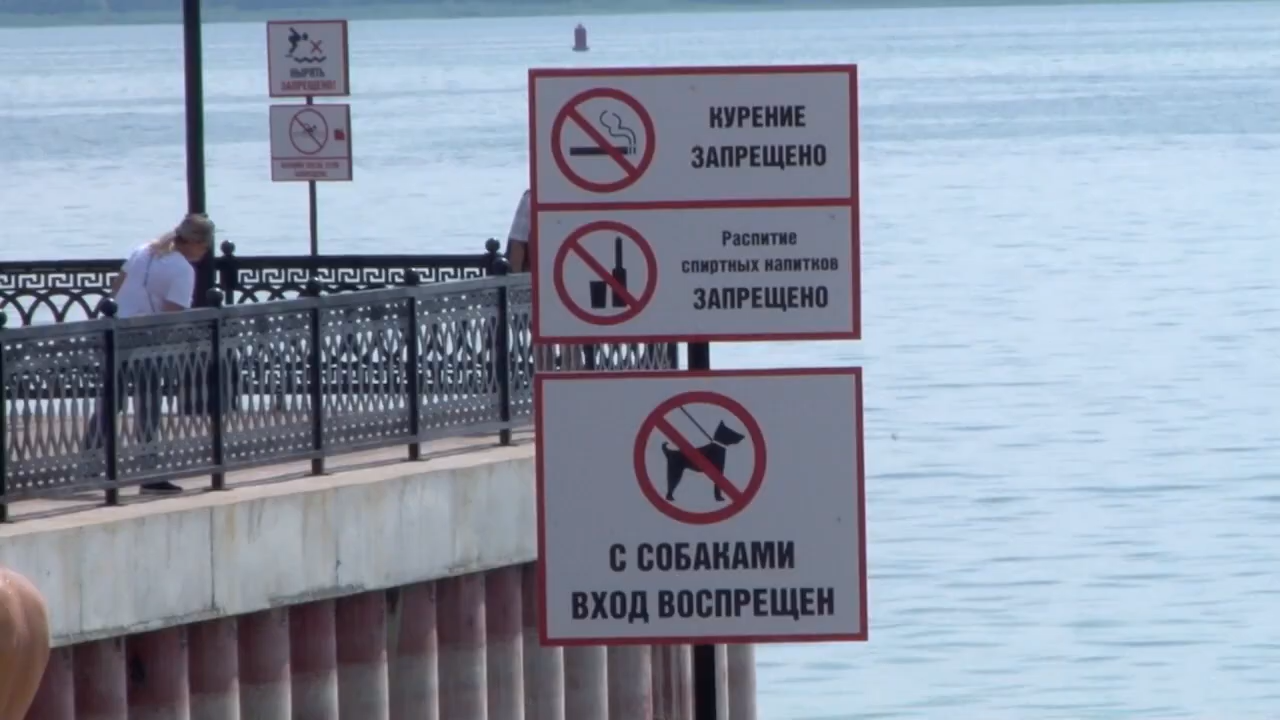 НЫРЯТЬ
ЗАПРЕЩЕНО!
КУРЕНИЕ
ЗАПРЕЩЕНО
Распитие
спиртных напитков
ЗАПРЕЩЕНО
С СОБАКАМИ
ВХОД ВОСПРЕЩЕН